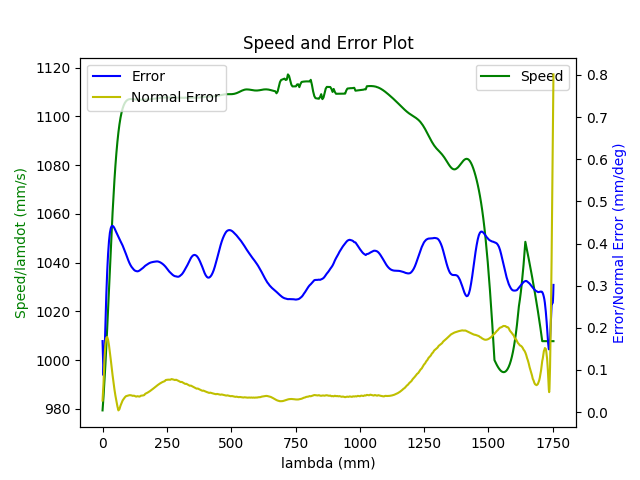 Speed and Error Plot
Error
Normal Error
Speed
1120
1100
1080
1060
1040
1020
1000
980
Speed/lamdot (mm/s)
0.8
0.7
0.6
0.5
0.4
0.3
0.2
0.1
0.0
Error/Normal Error (mm/deg)
0 250 500 750 1000 1250 1500 1750
lambda (mm)